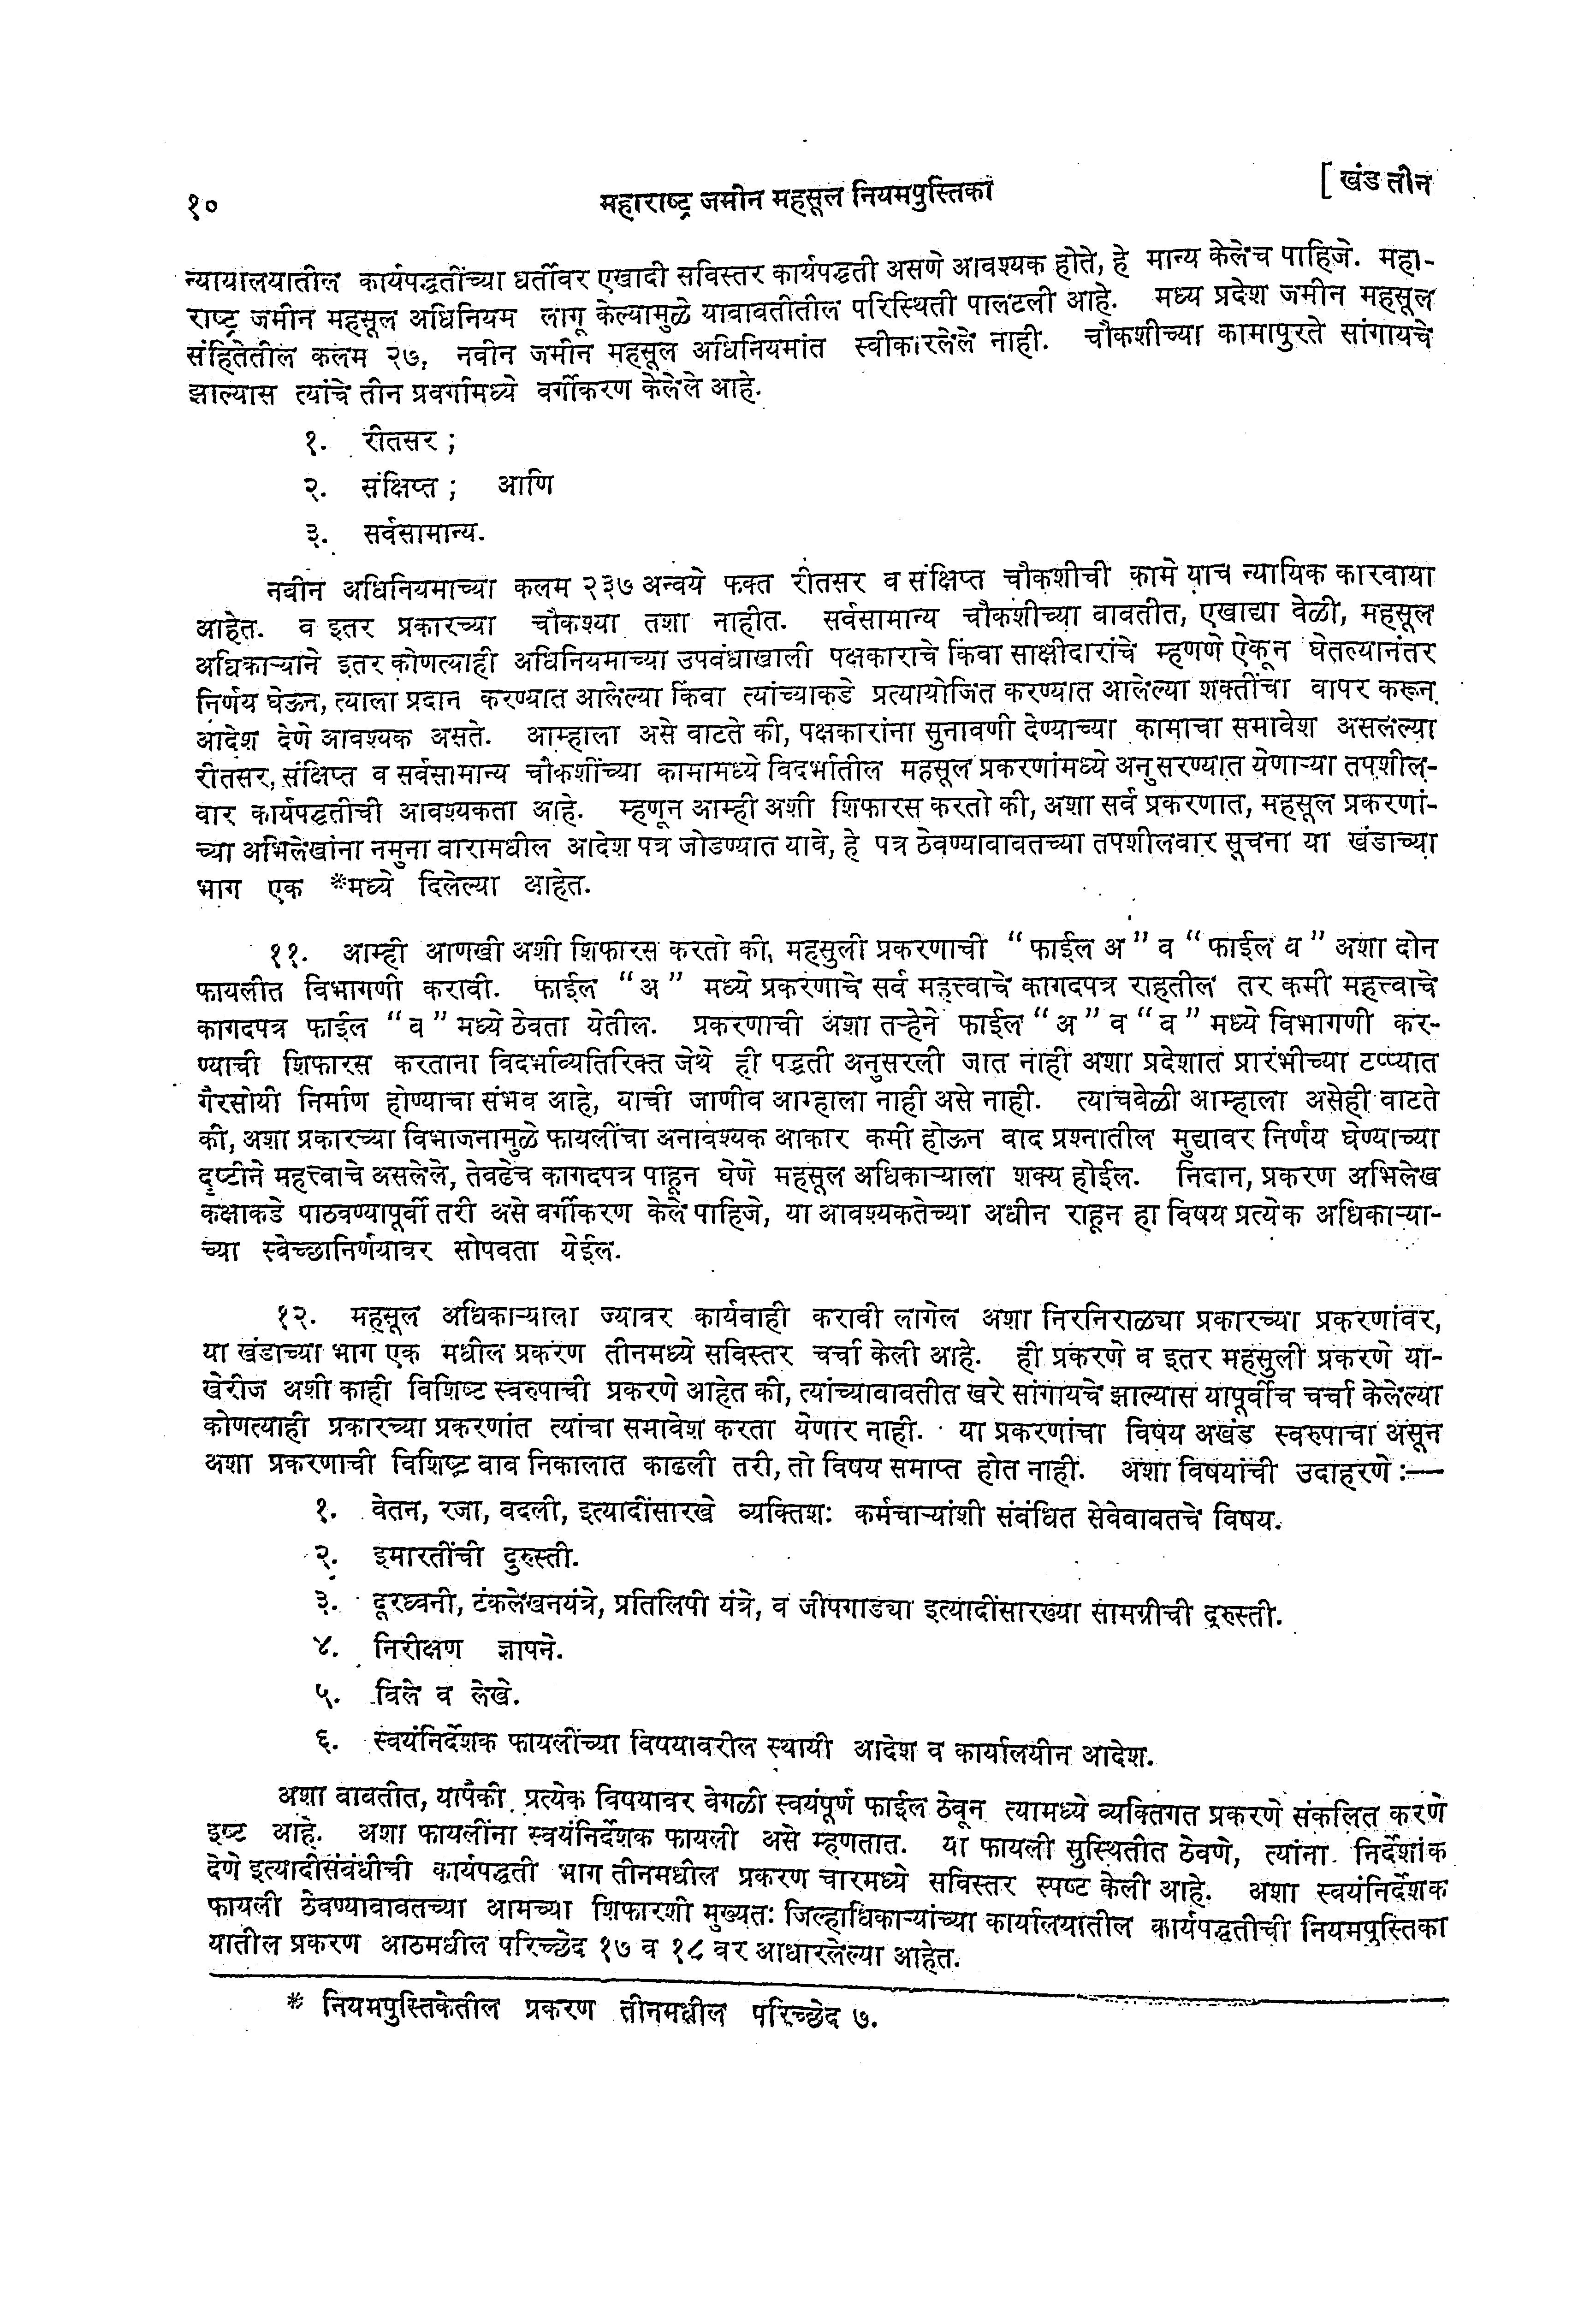 १०
महाराष्ट्र जमीन महसूल नियमपुस्तिका
[ खंड तीन
न्यायालयातील कार्यपद्धतींच्या धर्तीवर एखादी सविस्तर कार्यपद्धती असणे आवश्यक होते, हे मान्य केलेच पाहिजे. महा-
राष्ट्र जमीन महसूल अधिनियम लागू केल्यामुळे याबाबतीतील परिस्थिती पालटली आहे. मध्य प्रदेश जमीन महसूल
संहितेतील कलम २७, नवीन जमीन महसूल अधिनियमांत स्वीकारलेले नाही. चौकशीच्या कामापुरते सांगायचे
झाल्यास त्यांचे तीन प्रवर्गामध्ये वर्गीकरण केलेले आहे.
१. रीतसर ;
२. संक्षिप्त ; आणि
३. सर्वसामान्य.
नवीन अधिनियमाच्या कलम २३७ अन्वये फक्त रीतसर व संक्षिप्त चौकशीची कामे याच न्यायिक कारवाया
आहेत. व इतर प्रकारच्या चौकश्या तशा नाहीत. सर्वसामान्य चौकशीच्या बाबतीत, एखाद्या वेळी, महसूल
अधिकाऱ्याने इतर कोणत्याही अधिनियमाच्या उपबंधाखाली पक्षकाराचे किंवा साक्षीदारांचे म्हणणे ऐकून घेतल्यानंतर
निर्णय घेऊन, त्याला प्रदान करण्यात आलेल्या किंवा त्यांच्याकडे प्रत्यायोजित करण्यात आलेल्या शक्तींचा वापर करून
आदेश देणे आवश्यक असते. आम्हाला असे वाटते की, पक्षकारांना सुनावणी देण्याच्या कामाचा समावेश असलेल्या
रीतसर, संक्षिप्त व सर्वसामान्य चौकशींच्या कामामध्ये विदर्भातील महसूल प्रकरणांमध्ये अनुसरण्यात येणाऱ्या तपशील-
वार कार्यपद्धतीची आवश्यकता आहे. म्हणून आम्ही अशी शिफारस करतो की, अशा सर्व प्रकरणात, महसूल प्रकरणां-
च्या अभिलेखांना नमुना बारामधील आदेश पत्र जोडण्यात यावे, हे पत्र ठेवण्याबाबतच्या तपशीलवार सूचना या खंडाच्या
भाग एक *मध्ये दिलेल्या आहेत.
११. आम्ही आणखी अशी शिफारस करतो की, महसुली प्रकरणाची “फाईल अ” व “फाईल ब” अशा दोन
फायलीत विभागणी करावी. फाईल “अ” मध्ये प्रकरणाचे सर्व महत्त्वाचे कागदपत्र राहतील तर कमी महत्त्वाचे
कागदपत्र फाईल “ब” मध्ये ठेवता येतील. प्रकरणाची अशा तऱ्हेने फाईल “अ” व “ब” मध्ये विभागणी कर-
ण्याची शिफारस करताना विदर्भाव्यतिरिक्त जेथे ही पद्धती अनुसरली जात नाही अशा प्रदेशात प्रारंभीच्या टप्प्यात
गैरसोयी निर्माण होण्याचा संभव आहे, याची जाणीव आम्हाला नाही असे नाही. त्याचवेळी आम्हाला असेही वाटते
की, अशा प्रकारच्या विभाजनामुळे फायलींचा अनावश्यक आकार कमी होऊन वाद प्रश्नातील मुद्यावर निर्णय घेण्याच्या
दृष्टीने महत्त्वाचे असलेले, तेवढेच कागदपत्र पाहून घेणे महसूल अधिकाऱ्याला शक्य होईल. निदान, प्रकरण अभिलेख
कक्षाकडे पाठवण्यापूर्वी तरी असे वर्गीकरण केले पाहिजे, या आवश्यकतेच्या अधीन राहून हा विषय प्रत्येक अधिकाऱ्या-
च्या स्वेच्छानिर्णयावर सोपवता येईल.
१२. महसूल अधिकाऱ्याला ज्यावर कार्यवाही करावी लागेल अशा निरनिराळ्या प्रकारच्या प्रकरणांवर,
या खंडाच्या भाग एक मधील प्रकरण तीनमध्ये सविस्तर चर्चा केली आहे. ही प्रकरणे व इतर महसुली प्रकरणे यां-
खेरीज अशी काही विशिष्ट स्वरुपाची प्रकरणे आहेत की, त्यांच्याबाबतीत खरे सांगायचे झाल्यास यापूर्वीच चर्चा केलेल्या
कोणत्याही प्रकारच्या प्रकरणांत त्यांचा समावेश करता येणार नाही. या प्रकरणांचा विषय अखंड स्वरुपाचा असून
अशा प्रकरणाची विशिष्ट बाब निकालात काढली तरी, तो विषय समाप्त होत नाही. अशा विषयांची उदाहरणे :—
१. वेतन, रजा, बदली, इत्यादींसारखे व्यक्तिशः कर्मचाऱ्यांशी संबंधित सेवेबाबतचे विषय.
२. इमारतींची दुरुस्ती.
३. दूरध्वनी, टंकलेखनयंत्रे, प्रतिलिपी यंत्रे, व जीपगाड्या इत्यादींसारख्या सामग्रीची दुरुस्ती.
४. निरीक्षण ज्ञापने.
५. बिले व लेखे.
६. स्वयंनिर्देशक फायलींच्या विषयावरील स्थायी आदेश व कार्यालयीन आदेश.
अशा बाबतीत, यापैकी प्रत्येक विषयावर वेगळी स्वयंपूर्ण फाईल ठेवून त्यामध्ये व्यक्तिगत प्रकरणे संकलित करणे
इष्ट आहे. अशा फायलींना स्वयंनिर्देशक फायली असे म्हणतात. या फायली सुस्थितीत ठेवणे, त्यांना निर्देशांक
देणे इत्यादीसंबंधीची कार्यपद्धती भाग तीनमधील प्रकरण चारमध्ये सविस्तर स्पष्ट केली आहे. अशा स्वयंनिर्देशक
फायली ठेवण्याबाबतच्या आमच्या शिफारशी मुख्यतः जिल्हाधिकाऱ्यांच्या कार्यालयातील कार्यपद्धतीची नियमपुस्तिका
यातील प्रकरण आठमधील परिच्छेद १७ व १८ वर आधारलेल्या आहेत.
* नियमपुस्तिकेतील प्रकरण तीनमधील परिच्छेद ७.